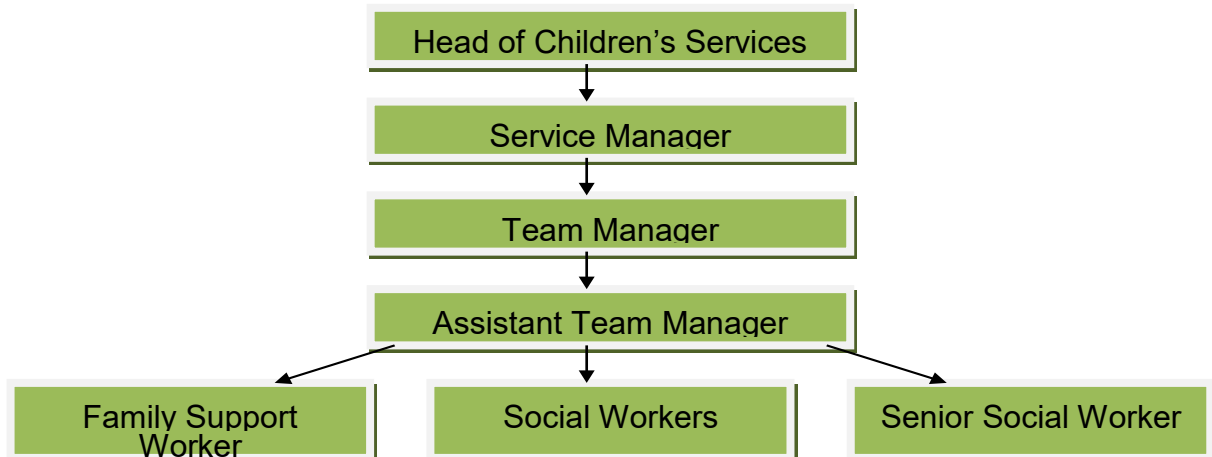 Head of Children’s Services
Service Manager
Team Manager
Assistant Team Manager
Family Support
Worker
Social Workers
Senior Social Worker